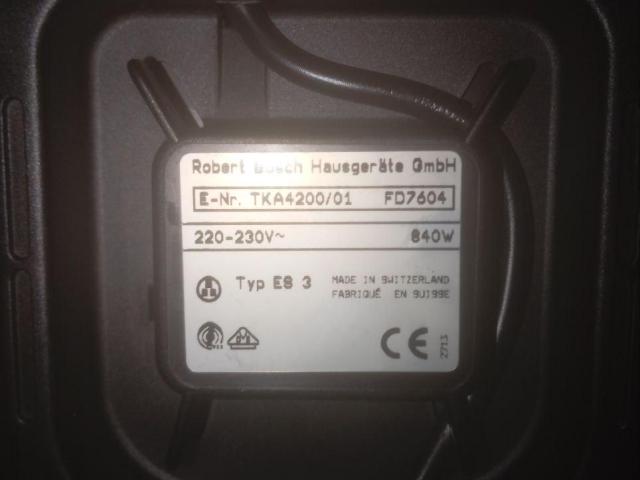 Robert Bosch Hausgeräte GmbH
E-Nr. TKA4200/01 FD7604
220-230V~ 840W
Typ ES 3
MADE IN SWITZERLAND
FABRIQUÉ EN SUISSE
CE
2713